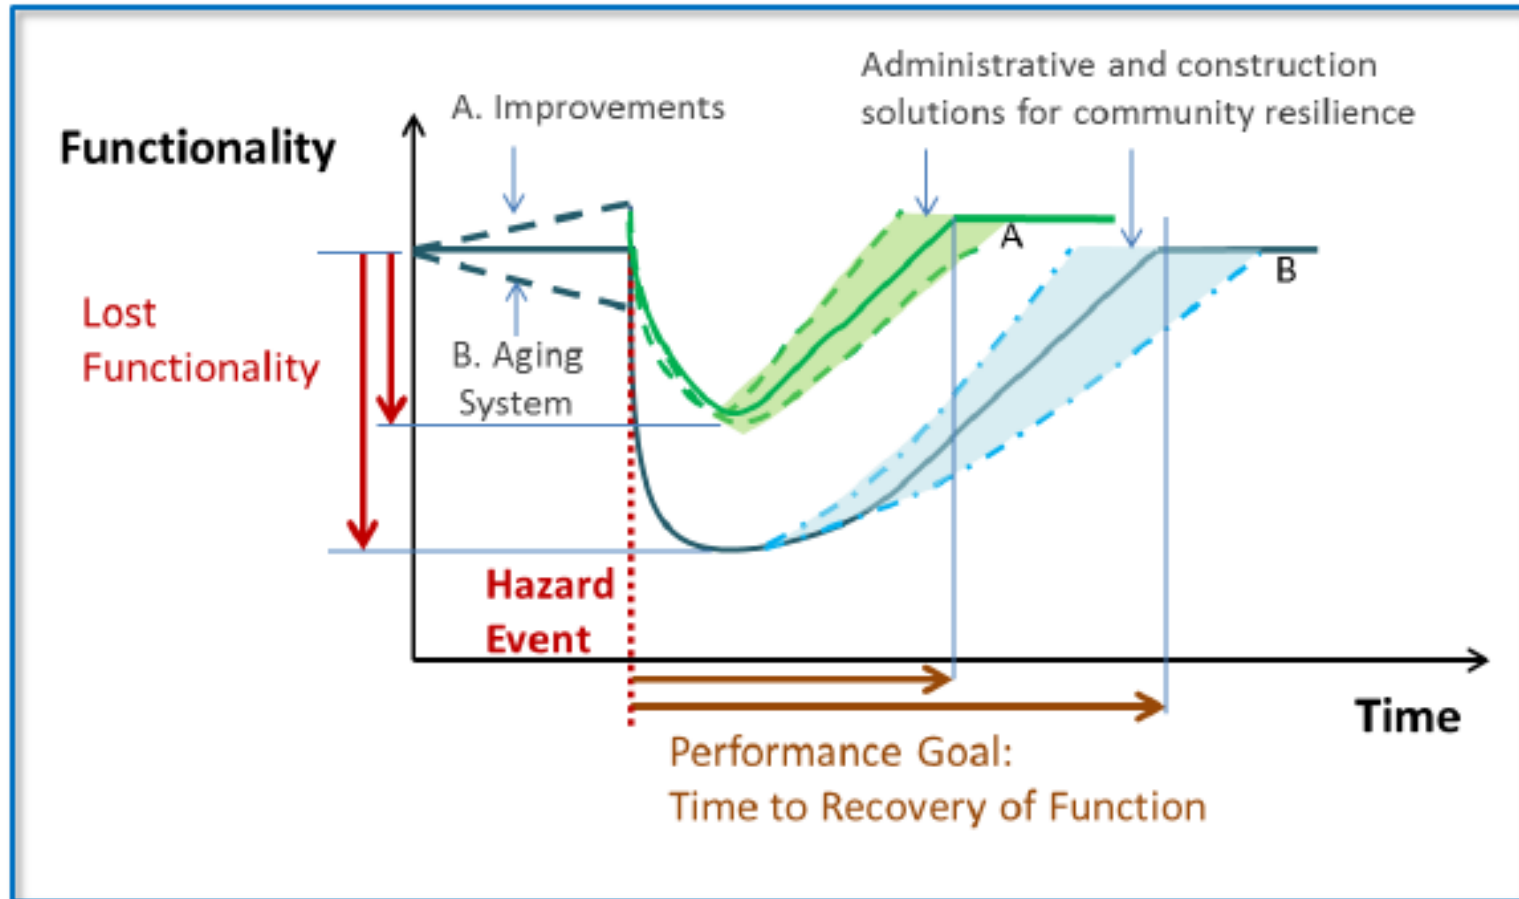 Administrative and construction
solutions for community resilience
A. Improvements
Functionality
A
B
Lost
Functionality
B. Aging
System
Hazard
Event
Time
Performance Goal:
Time to Recovery of Function